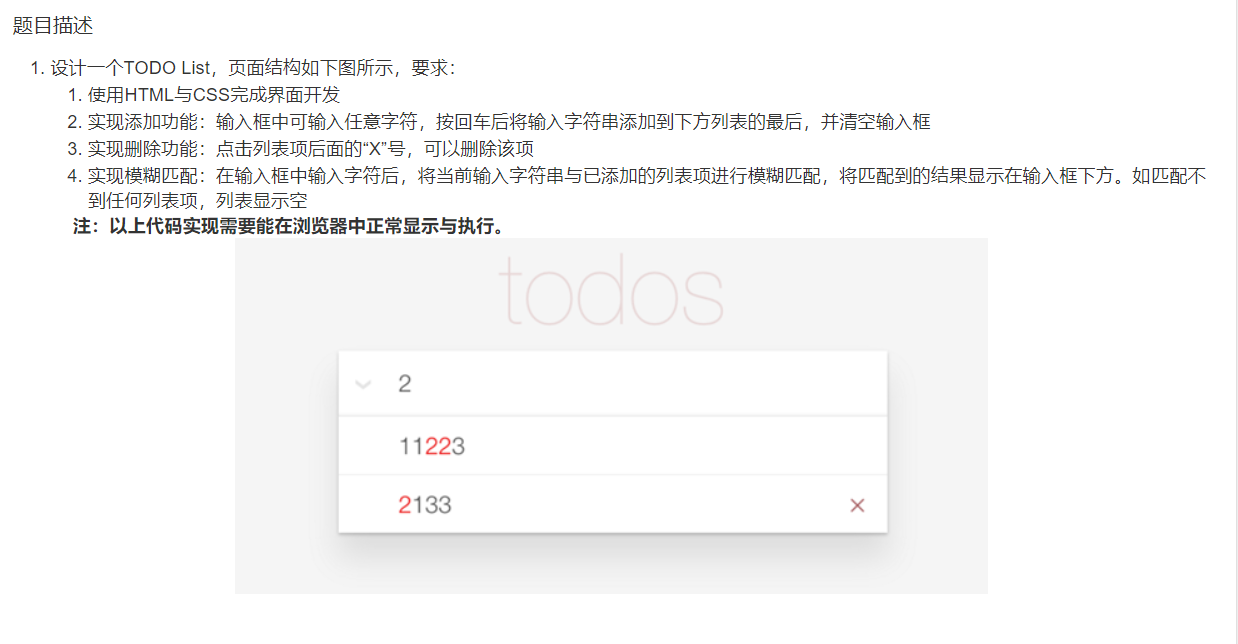 题目描述
1. 设计一个TODO List，页面结构如下图所示，要求：
1. 使用HTML与CSS完成界面开发
2. 实现添加功能：输入框中可输入任意字符，按回车后将输入字符串添加到下方列表的最后，并清空输入框
3. 实现删除功能：点击列表项后面的“X”号，可以删除该项
4. 实现模糊匹配：在输入框中输入字符后，将当前输入字符串与已添加的列表项进行模糊匹配，将匹配到的结果显示在输入框下方。如匹配不
到任何列表项，列表显示空
注：以上代码实现需要能在浏览器中正常显示与执行。
todos
2
11223
2133 ×